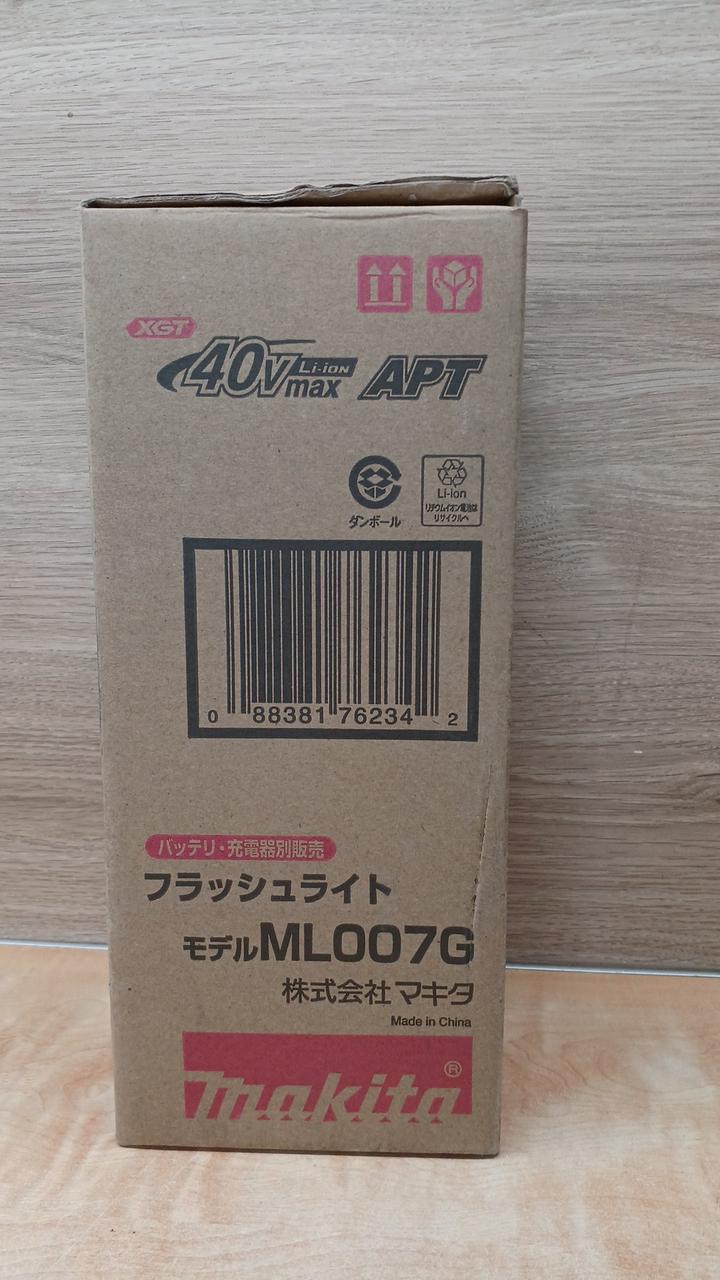 XGT
40Vmax Li-ion APT
ダンボール
Li-ion
リチウムイオン電池は
リサイクルへ
0 88381 76234 2
バッテリ・充電器別販売
フラッシュライト
モデルML007G
株式会社マキタ
Made in China
makita®